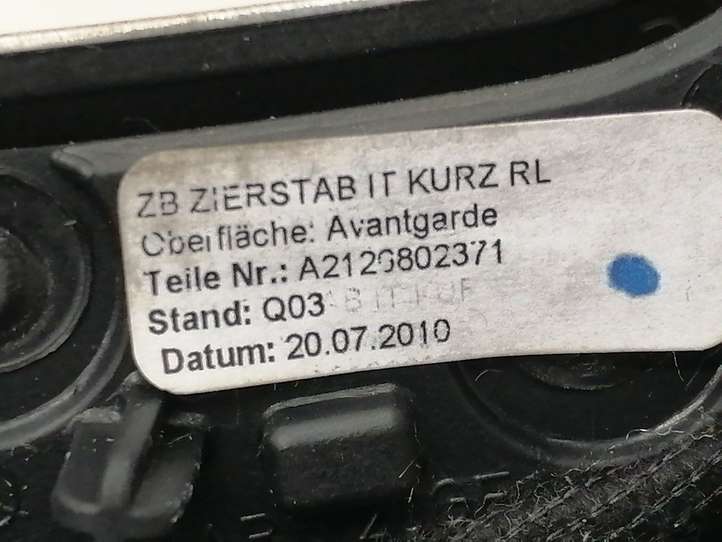 ZB ZIERSTAB IT KURZ RL
Oberfläche: Avantgarde
Teile Nr.: A2126802371
Stand: Q03
Datum: 20.07.2010